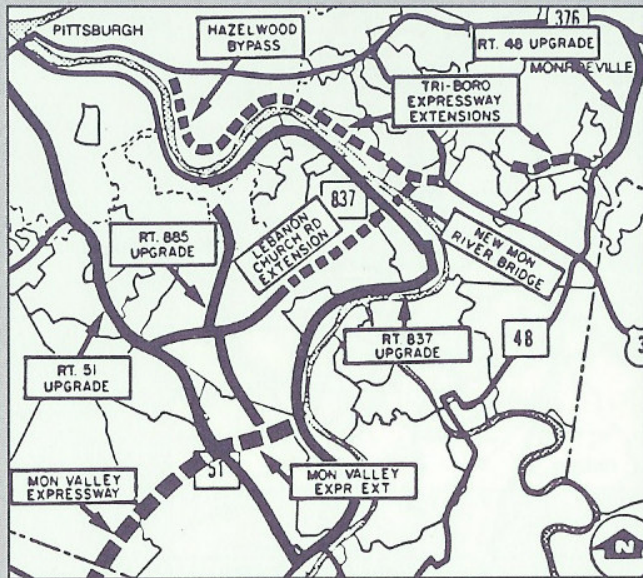 PITTSBURGH
HAZELWOOD
BYPASS
376
RT. 48 UPGRADE
MONROEVILLE
TRI-BORO
EXPRESSWAY
EXTENSIONS
837
LEBANON
CHURCH RD
EXTENSION
RT. 885
UPGRADE
NEW MON
RIVER BRIDGE
RT. 51
UPGRADE
RT. 837
UPGRADE
48
3
51
MON VALLEY
EXPRESSWAY
MON VALLEY
EXPR EXT
N